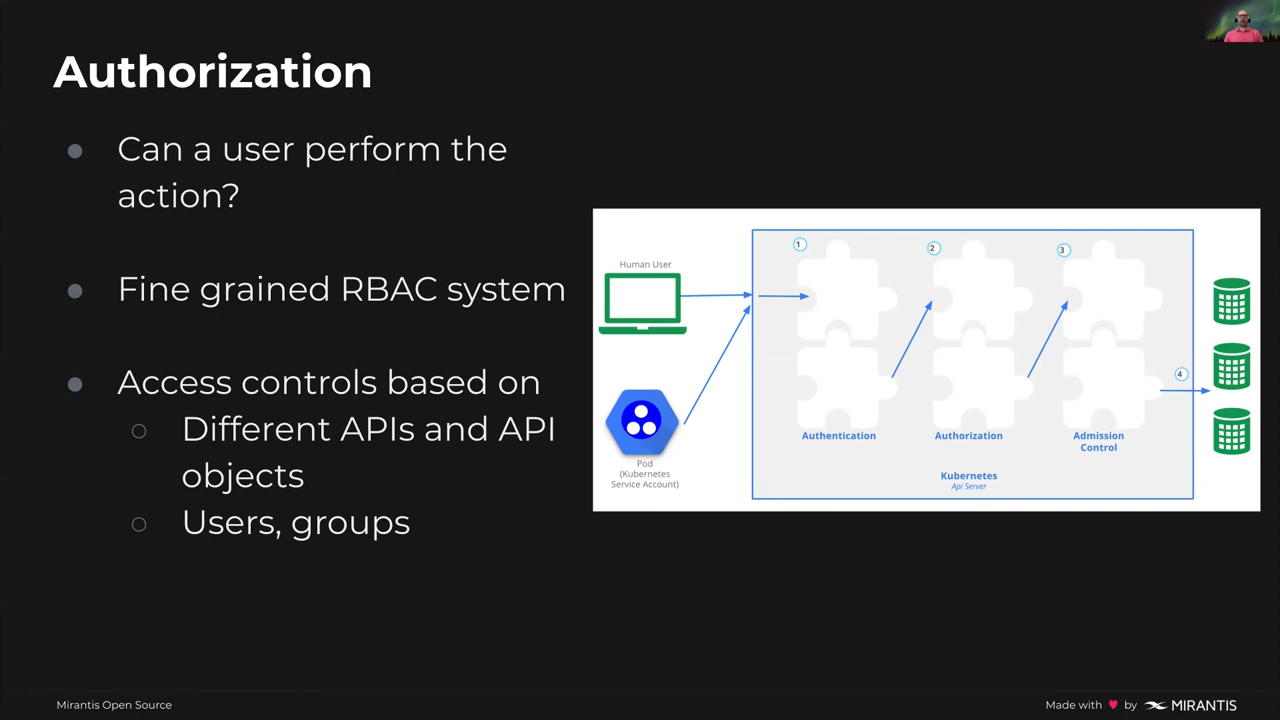 Authorization
Can a user perform the
action?
Fine grained RBAC system
Access controls based on
Different APIs and API
objects
Users, groups
Human User
Pod
(Kubernetes
Service Account)
1
2
3
4
Authentication
Authorization
Admission
Control
Kubernetes
Api Server
Mirantis Open Source
Made with ♥ by MIRANTIS